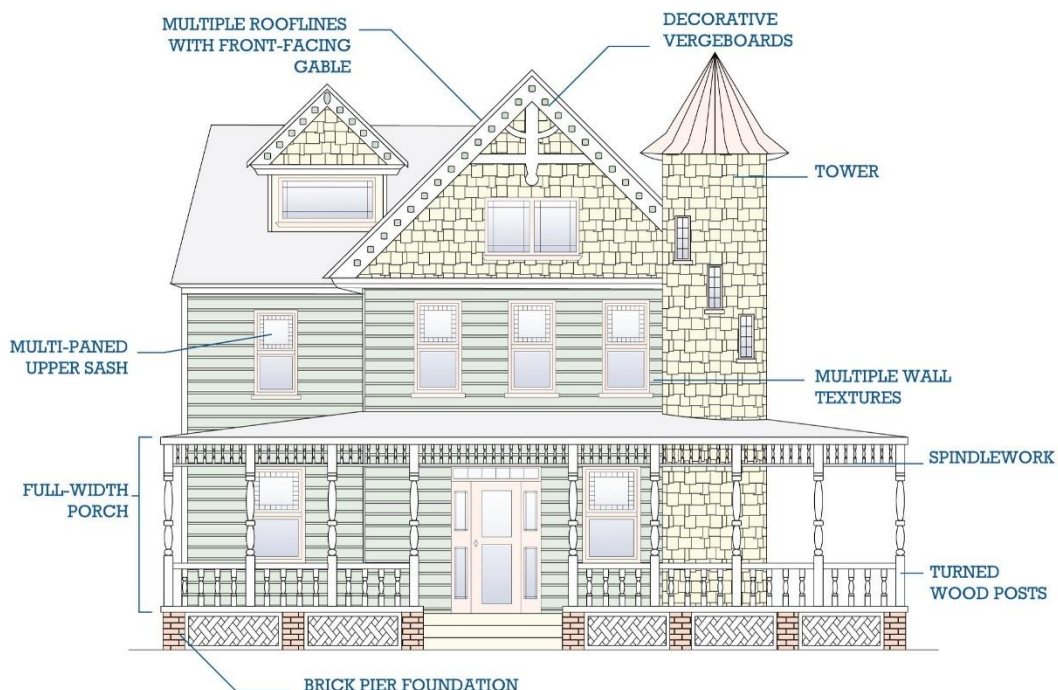 MULTIPLE ROOFLINES
WITH FRONT-FACING
GABLE
DECORATIVE
VERGEBOARDS
TOWER
MULTI-PANED
UPPER SASH
MULTIPLE WALL
TEXTURES
SPINDLEWORK
FULL-WIDTH
PORCH
TURNED
WOOD POSTS
BRICK PIER FOUNDATION